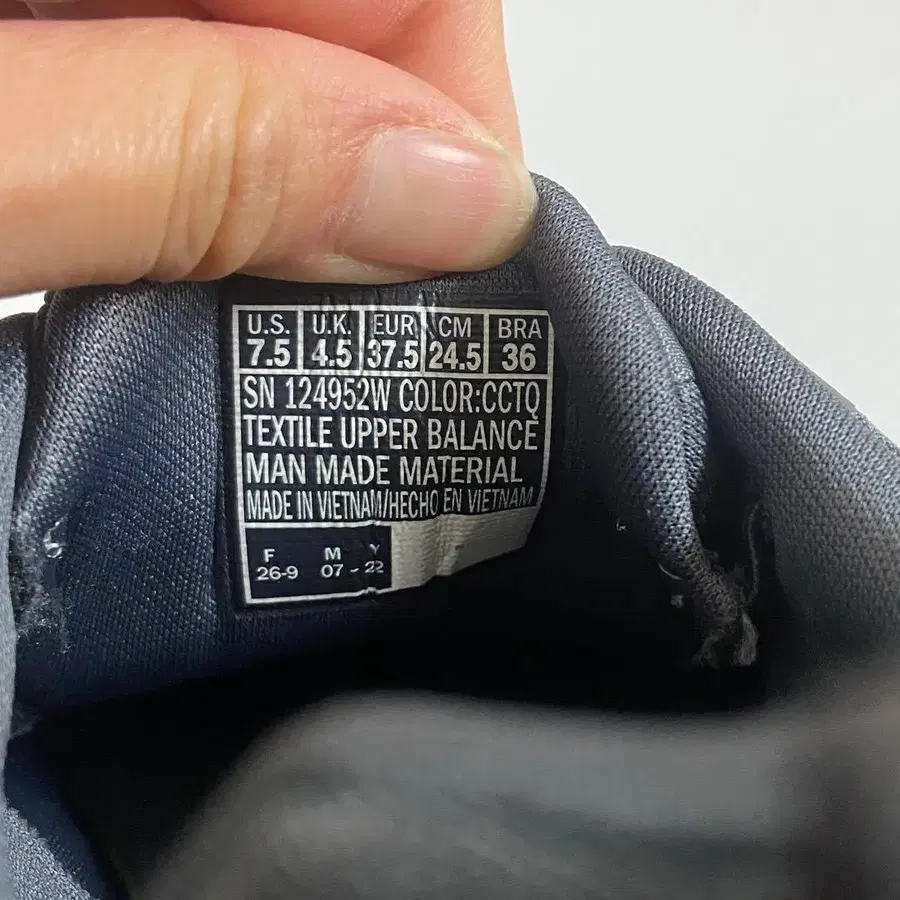 U.S. U.K. EUR CM BRA
7.5 4.5 37.5 24.5 36
SN 124952W COLOR:CCTQ
TEXTILE UPPER BALANCE
MAN MADE MATERIAL
MADE IN VIETNAM/HECHO EN VIETNAM
F M Y
26-9 07-22